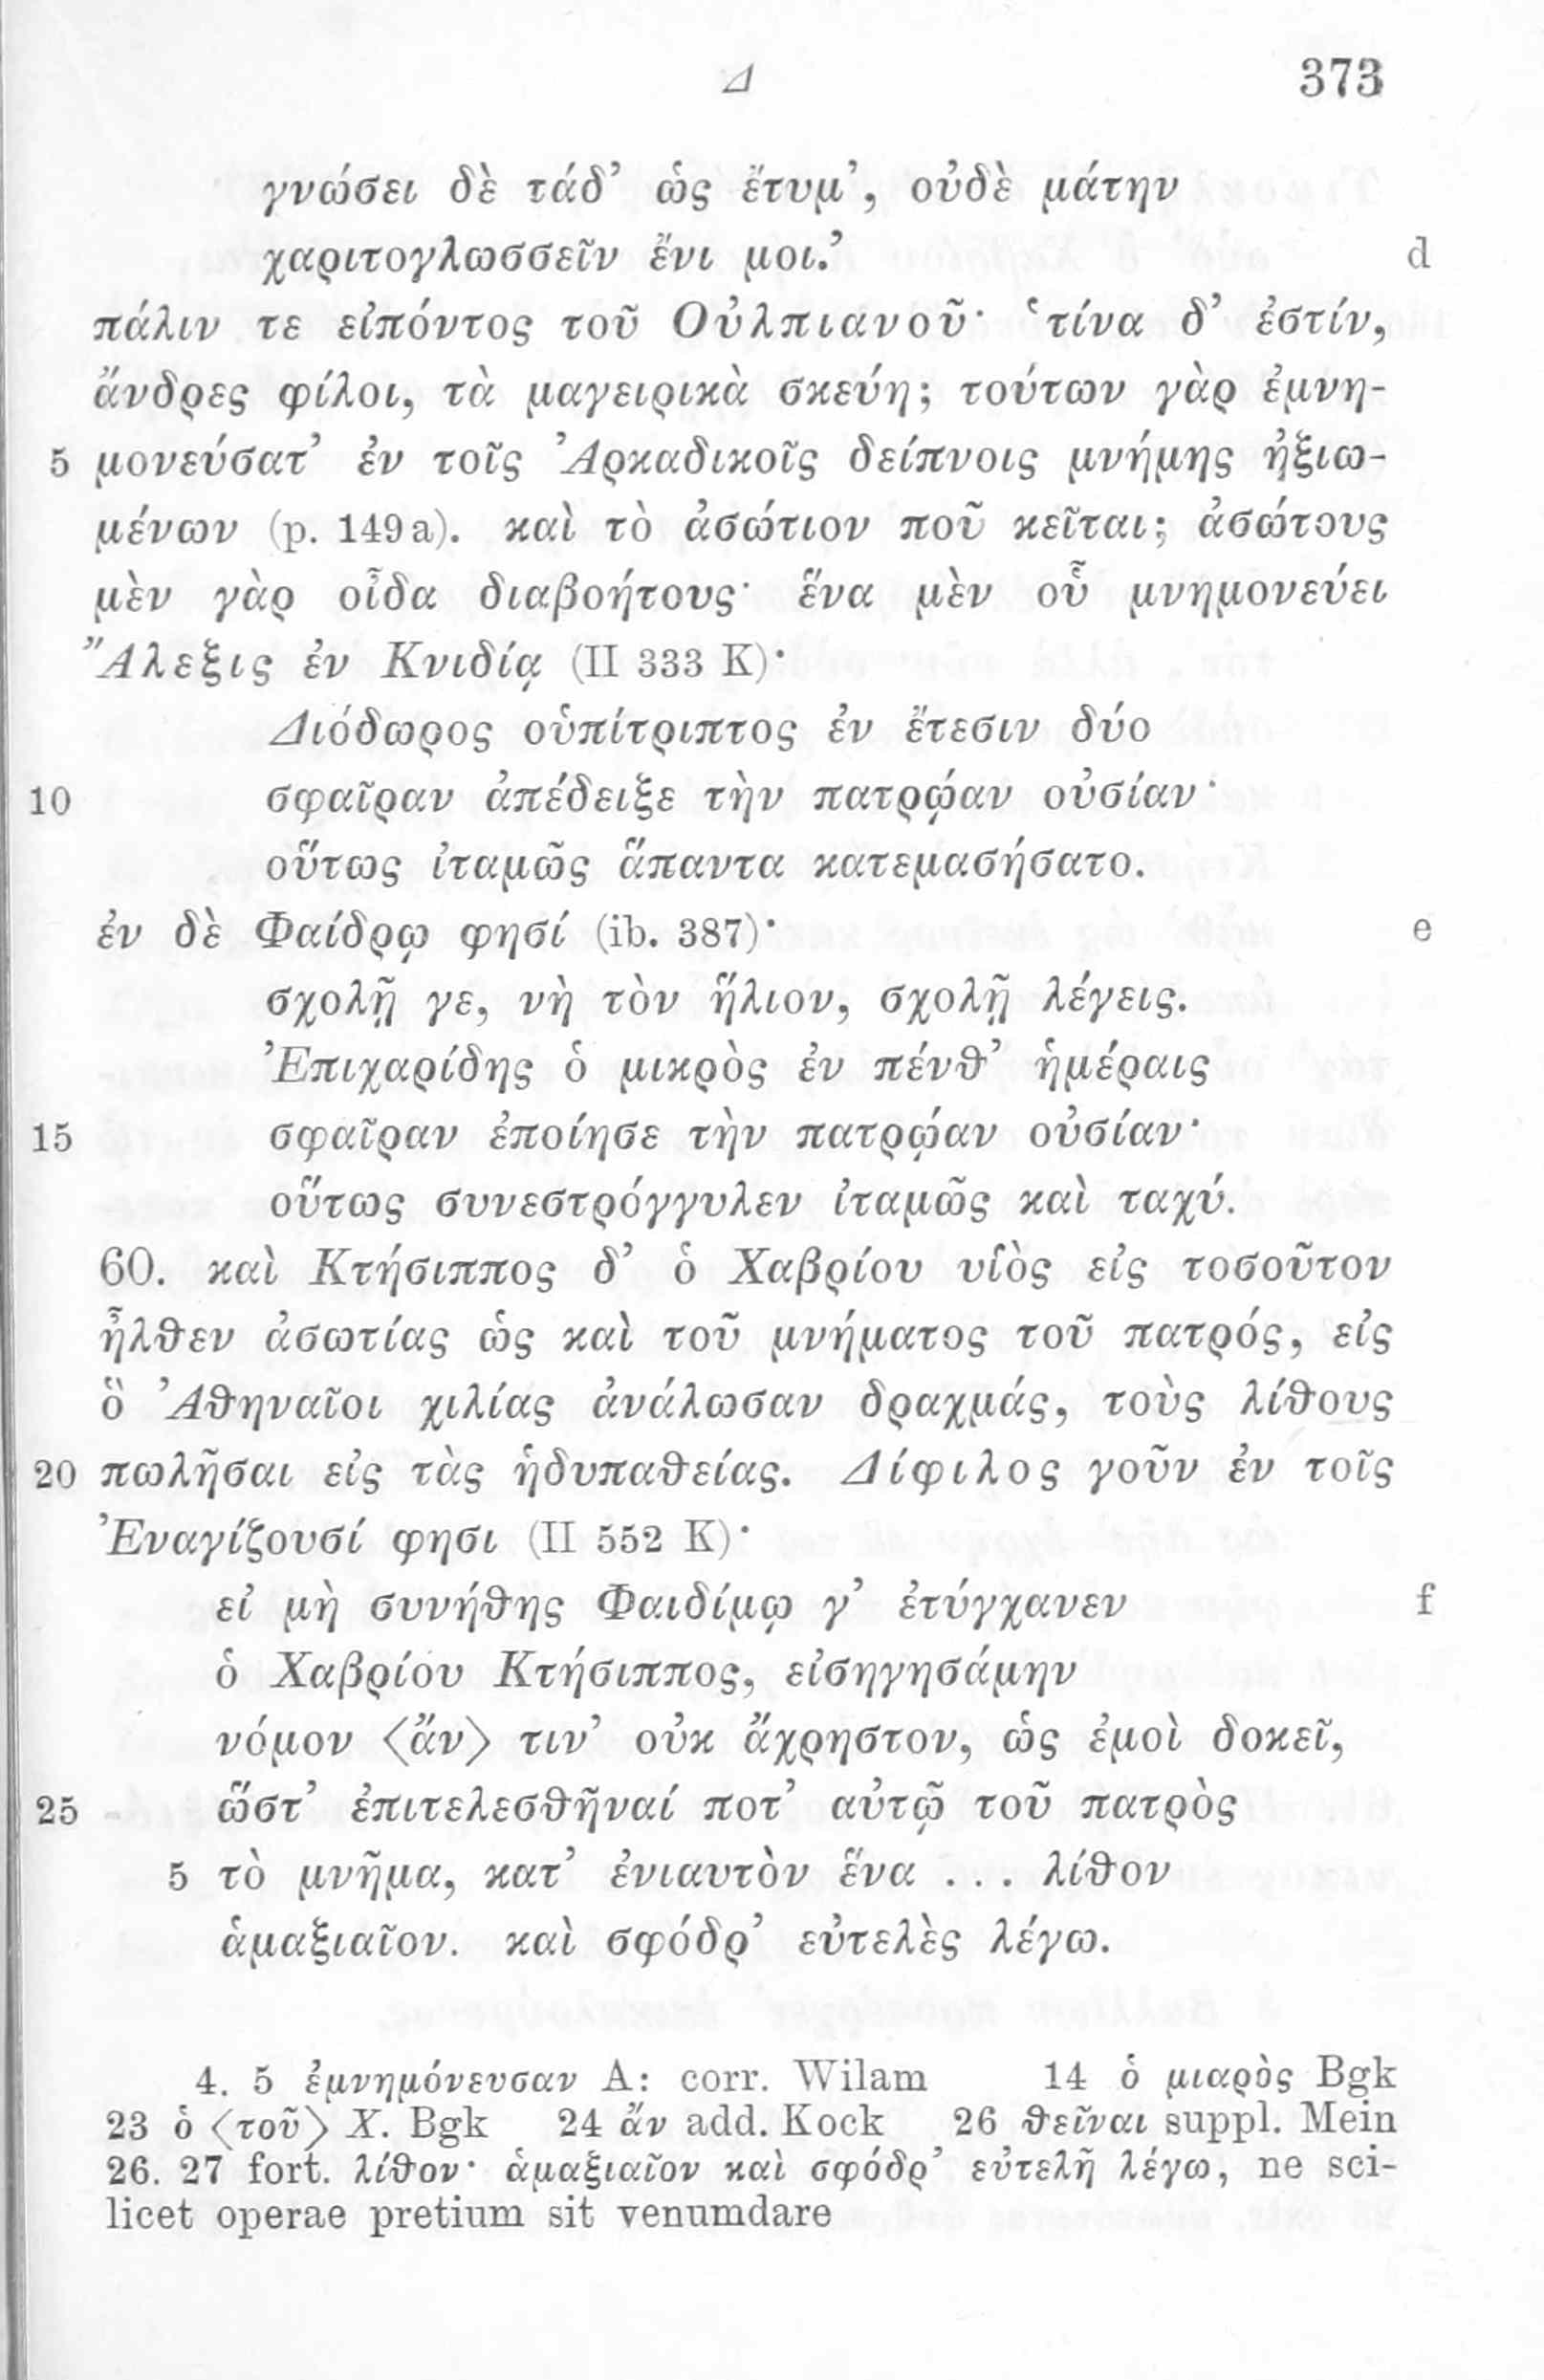 Δ 373
γνώσει δὲ τάδ’ ὡς ἔτυμ’, οὐδὲ μάτην
χαριτογλωσσεῖν ἔνι μοι.’ d
πάλιν τε εἰπόντος τοῦ Οὐλπιανοῦ· ‘τίνα δ’ ἐστίν,
ἄνδρες φίλοι, τὰ μαγειρικὰ σκεύη; τούτων γὰρ ἐμνη-
5 μονεύσατ’ ἐν τοῖς Ἀρκαδικοῖς δείπνοις μνήμης ἠξιω-
μένων (p. 149 a). καὶ τὸ ἀσώτιον ποῦ κεῖται; ἀσώτους
μὲν γὰρ οἶδα διαβοήτους· ἕνα μὲν οὗ μνημονεύει
Ἄλεξις ἐν Κνιδίᾳ (II 333 K)·
Διόδωρος οὑπίτριπτος ἐν ἔτεσιν δύο
10 σφαῖραν ἀπέδειξε τὴν πατρῴαν οὐσίαν·
οὕτως ἰταμῶς ἅπαντα κατεμασήσατο.
ἐν δὲ Φαίδρῳ φησί (ib. 387)· e
σχολῇ γε, νὴ τὸν ἥλιον, σχολῇ λέγεις.
Ἐπιχαρίδης ὁ μικρὸς ἐν πένθ’ ἡμέραις
15 σφαῖραν ἐποίησε τὴν πατρῴαν οὐσίαν·
οὕτως συνεστρόγγυλεν ἰταμῶς καὶ ταχύ.
60. καὶ Κτήσιππος δ’ ὁ Χαβρίου υἱὸς εἰς τοσοῦτον
ἦλθεν ἀσωτίας ὡς καὶ τοῦ μνήματος τοῦ πατρός, εἰς
ὃ Ἀθηναῖοι χιλίας ἀνάλωσαν δραχμάς, τοὺς λίθους
20 πωλῆσαι εἰς τὰς ἡδυπαθείας. Δίφιλος γοῦν ἐν τοῖς
Ἐναγίζουσί φησι (II 552 K)·
εἰ μὴ συνήθης Φαιδίμῳ γ’ ἐτύγχανεν f
ὁ Χαβρίου Κτήσιππος, εἰσηγησάμην
νόμον 〈ἄν〉 τιν’ οὐκ ἄχρηστον, ὡς ἐμοὶ δοκεῖ,
25 ὥστ’ ἐπιτελεσθῆναί ποτ’ αὐτῷ τοῦ πατρὸς
5 τὸ μνῆμα, κατ’ ἐνιαυτὸν ἕνα . . . λίθον
ἁμαξιαῖον. καὶ σφόδρ’ εὐτελὲς λέγω.
4. 5 ἐμνημόνευσαν A: corr. Wilam 14 ὁ μιαρὸς Bgk
23 ὁ 〈τοῦ〉 Χ. Bgk 24 ἄν add. Kock 26 θεῖναι suppl. Mein
26. 27 fort. λίθον· ἁμαξιαῖον καὶ σφόδρ’ εὐτελῆ λέγω, ne sci-
licet operae pretium sit venumdare